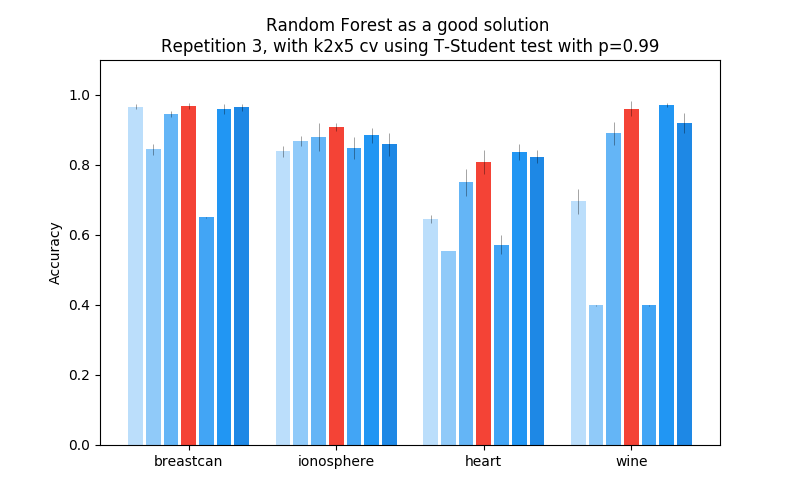 Random Forest as a good solution
Repetition 3, with k2x5 cv using T-Student test with p=0.99
1.0
0.8
0.6
0.4
0.2
0.0
Accuracy
breastcan
ionosphere
heart
wine